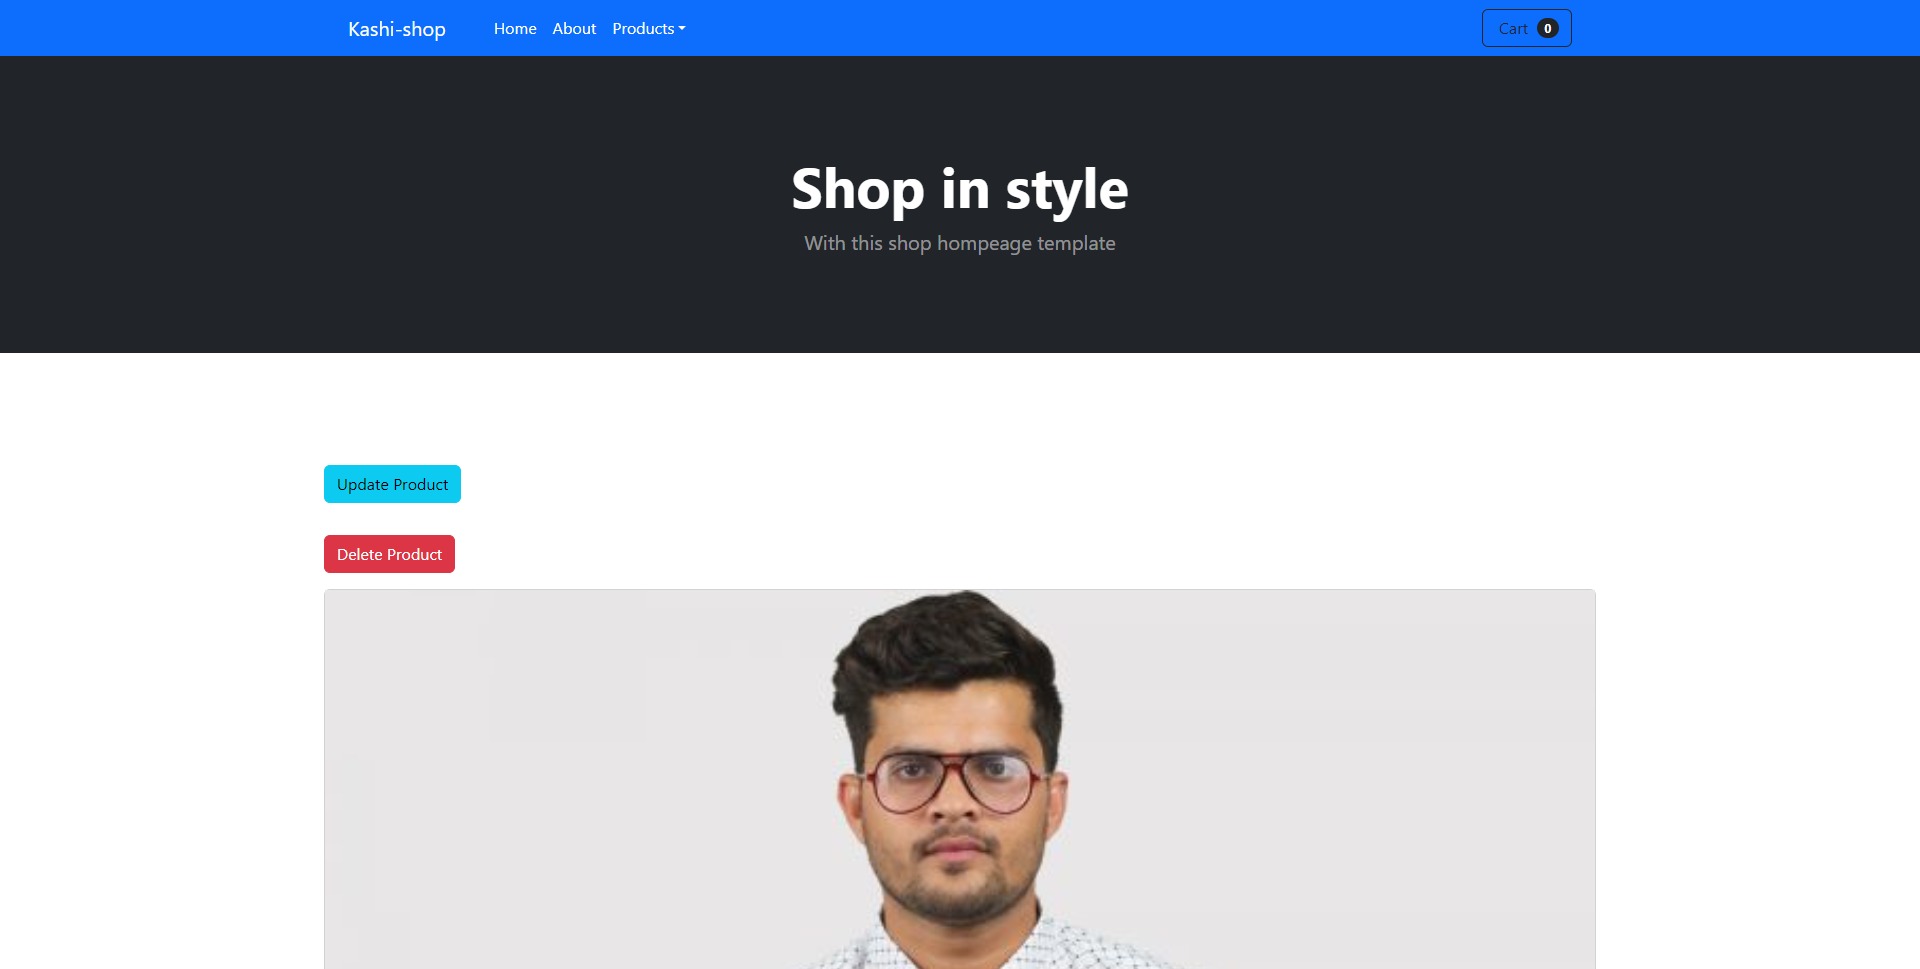 Kashi-shop Home About Products Cart 0
Shop in style
With this shop hompeage template
Update Product
Delete Product